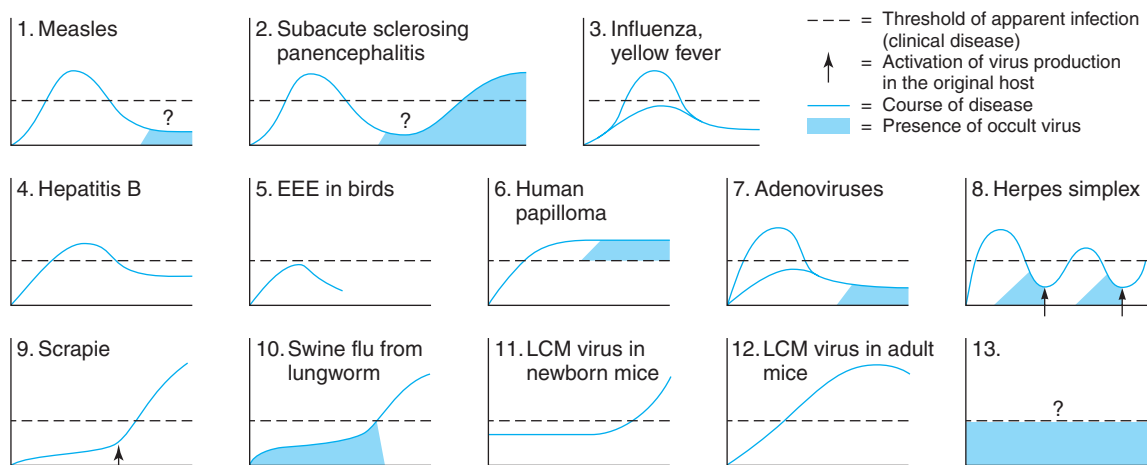 1. Measles
?
2. Subacute sclerosing
panencephalitis
?
3. Influenza,
yellow fever
= Threshold of apparent infection
(clinical disease)
= Activation of virus production
in the original host
= Course of disease
= Presence of occult virus
4. Hepatitis B
5. EEE in birds
6. Human
papilloma
7. Adenoviruses
8. Herpes simplex
9. Scrapie
10. Swine flu from
lungworm
11. LCM virus in
newborn mice
12. LCM virus in adult
mice
13.
?